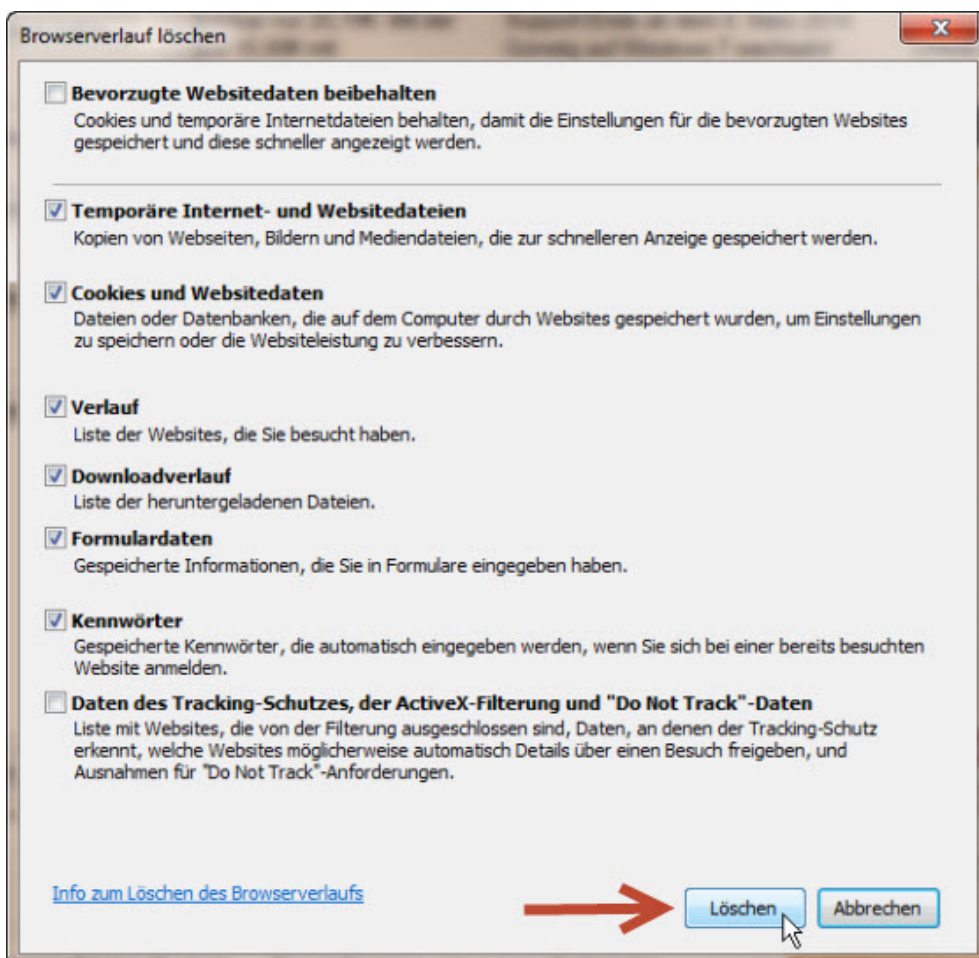 Browserverlauf löschen
Bevorzugte Websitedaten beibehalten
Cookies und temporäre Internetdateien behalten, damit die Einstellungen für die bevorzugten Websites
gespeichert und diese schneller angezeigt werden.
Temporäre Internet- und Websitedateien
Kopien von Webseiten, Bildern und Mediendateien, die zur schnelleren Anzeige gespeichert werden.
Cookies und Websitedaten
Dateien oder Datenbanken, die auf dem Computer durch Websites gespeichert wurden, um Einstellungen
zu speichern oder die Websiteleistung zu verbessern.
Verlauf
Liste der Websites, die Sie besucht haben.
Downloadverlauf
Liste der heruntergeladenen Dateien.
Formulardaten
Gespeicherte Informationen, die Sie in Formulare eingegeben haben.
Kennwörter
Gespeicherte Kennwörter, die automatisch eingegeben werden, wenn Sie sich bei einer bereits besuchten
Website anmelden.
Daten des Tracking-Schutzes, der ActiveX-Filterung und "Do Not Track"-Daten
Liste mit Websites, die von der Filterung ausgeschlossen sind, Daten, an denen der Tracking-Schutz
erkennt, welche Websites möglicherweise automatisch Details über einen Besuch freigeben, und
Ausnahmen für "Do Not Track"-Anforderungen.
Info zum Löschen des Browserverlaufs
Löschen
Abbrechen